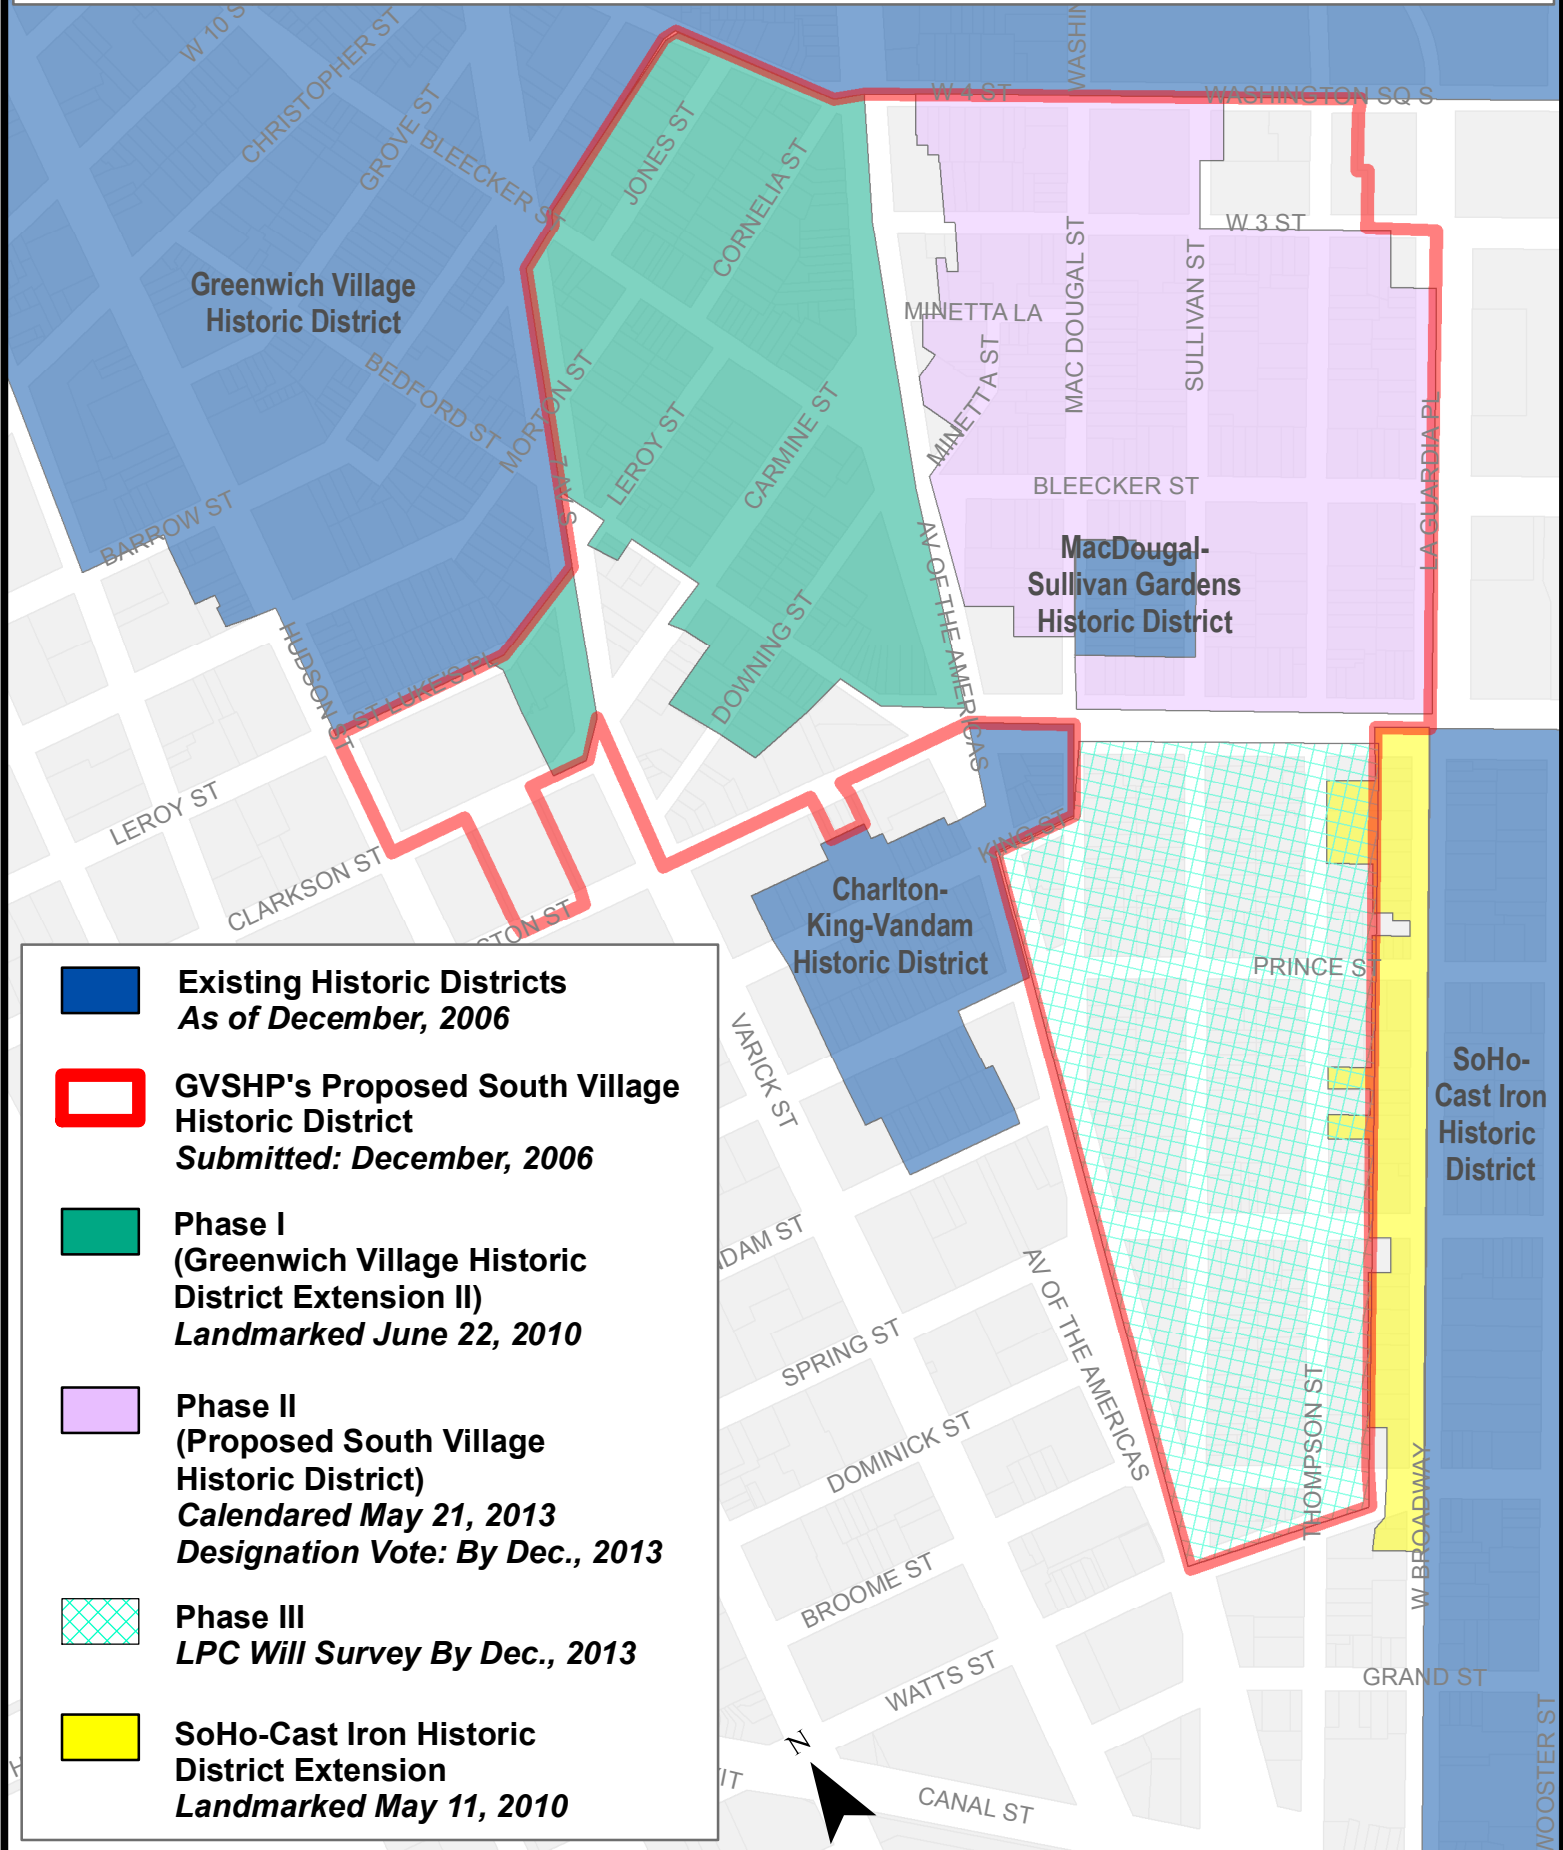 W 10 S
CHRISTOPHER ST
GROVE ST
BLEECKER ST
JONES ST
CORNELIA ST
W 4 ST
WASHIN
WASHINGTON SQ S
W 3 ST
Greenwich Village
Historic District
MINETTA LA
MAC DOUGAL ST
SULLIVAN ST
MINETTA ST
BEDFORD ST
MORTON ST
LEROY ST
CARMINE ST
7 AV S
BARROW ST
BLEECKER ST
LA GUARDIA PL
MacDougal-
Sullivan Gardens
Historic District
AV OF THE AMERICAS
DOWNING ST
HUDSON ST
ST LUKE'S PL
LEROY ST
CLARKSON ST
STON ST
KING ST
Charlton-
King-Vandam
Historic District
PRINCE ST
VARICK ST
SoHo-
Cast Iron
Historic
District
DAM ST
SPRING ST
AV OF THE AMERICAS
DOMINICK ST
THOMPSON ST
W BROADWAY
BROOME ST
WATTS ST
GRAND ST
WOOSTER ST
CANAL ST
IT
H
N
Existing Historic Districts
As of December, 2006
GVSHP's Proposed South Village
Historic District
Submitted: December, 2006
Phase I
(Greenwich Village Historic
District Extension II)
Landmarked June 22, 2010
Phase II
(Proposed South Village
Historic District)
Calendared May 21, 2013
Designation Vote: By Dec., 2013
Phase III
LPC Will Survey By Dec., 2013
SoHo-Cast Iron Historic
District Extension
Landmarked May 11, 2010